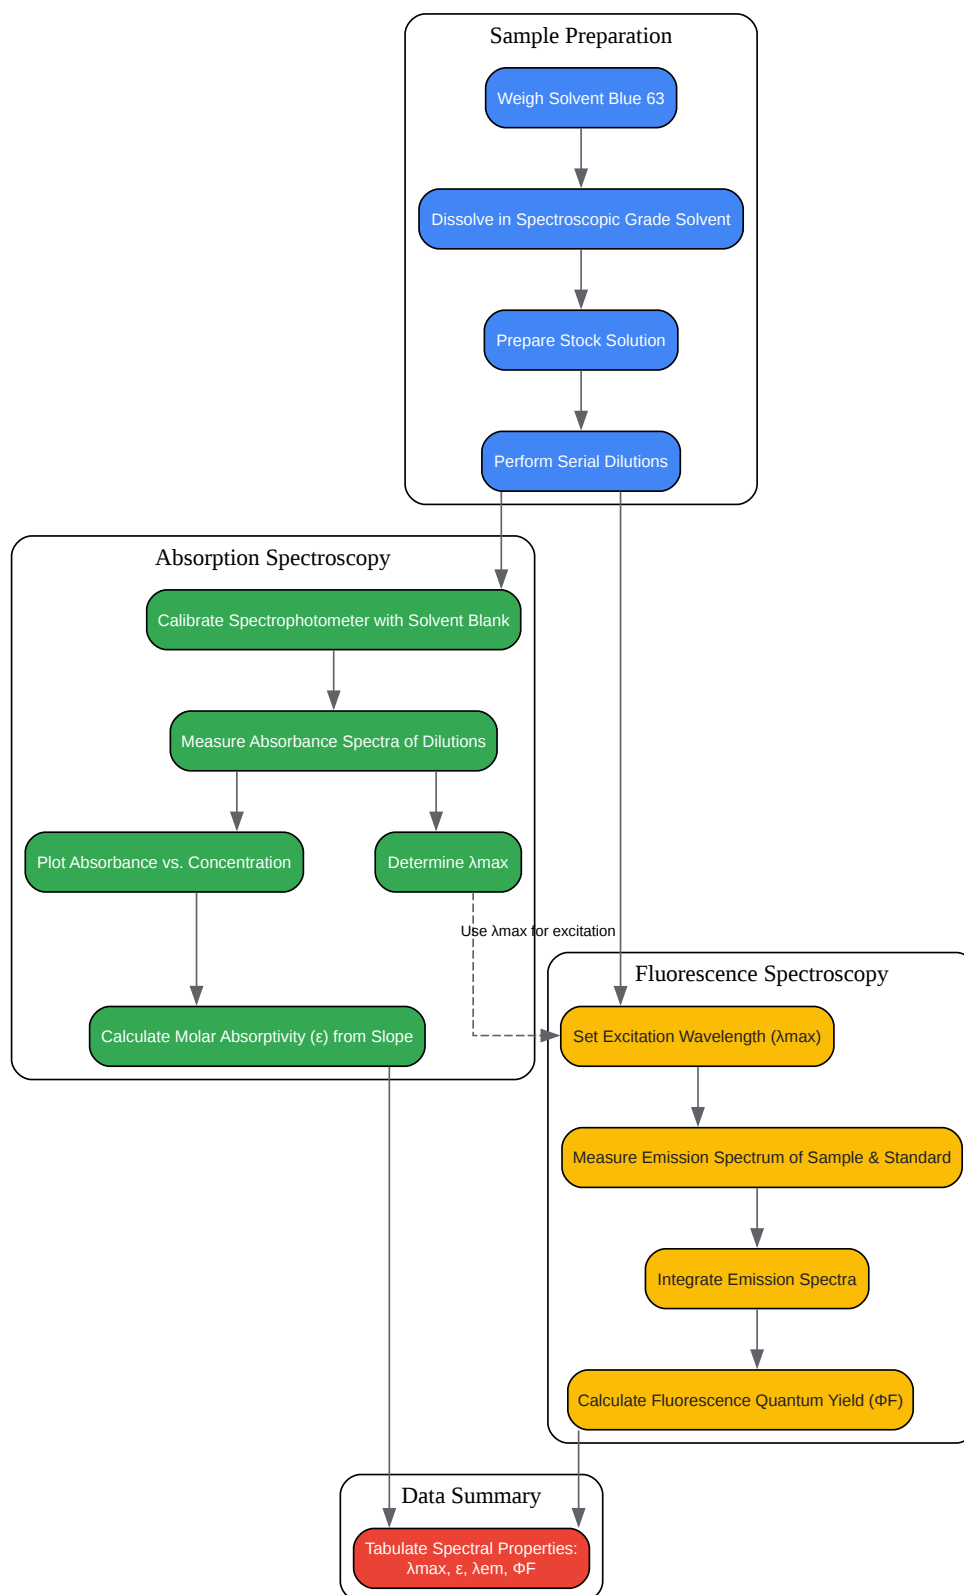 Sample Preparation
Weigh Solvent Blue 63
Dissolve in Spectroscopic Grade Solvent
Prepare Stock Solution
Perform Serial Dilutions
Absorption Spectroscopy
Calibrate Spectrophotometer with Solvent Blank
Measure Absorbance Spectra of Dilutions
Plot Absorbance vs. Concentration
Determine λmax
Use λmax for excitation
Calculate Molar Absorptivity (ε) from Slope
Fluorescence Spectroscopy
Set Excitation Wavelength (λmax)
Measure Emission Spectrum of Sample & Standard
Integrate Emission Spectra
Calculate Fluorescence Quantum Yield (ΦF)
Data Summary
Tabulate Spectral Properties:
λmax, ε, λem, ΦF